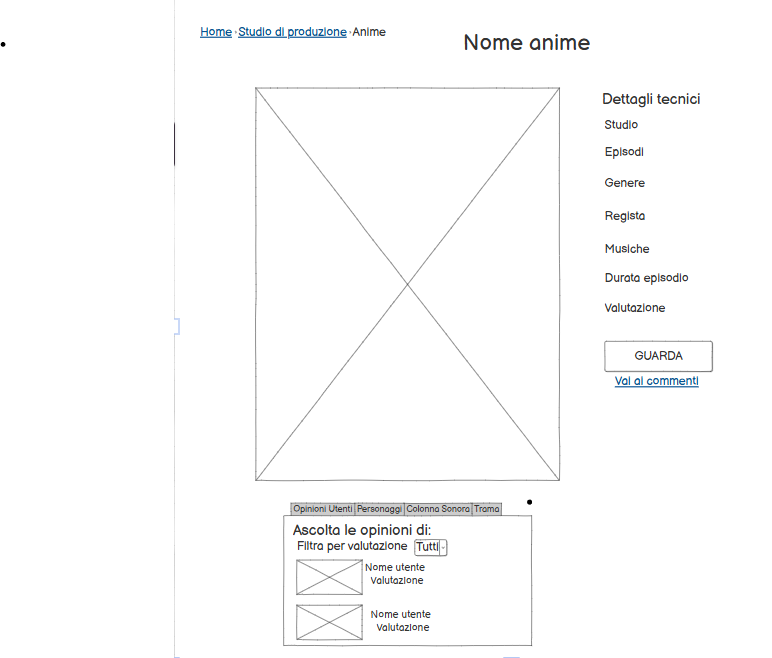 Home › Studio di produzione › Anime
Nome anime
Dettagli tecnici
Studio
Episodi
Genere
Regista
Musiche
Durata episodio
Valutazione
GUARDA
Vai ai commenti
Opinioni Utenti Personaggi Colonna Sonora Trama
Ascolta le opinioni di:
Filtra per valutazione Tutti
Nome utente
Valutazione
Nome utente
Valutazione